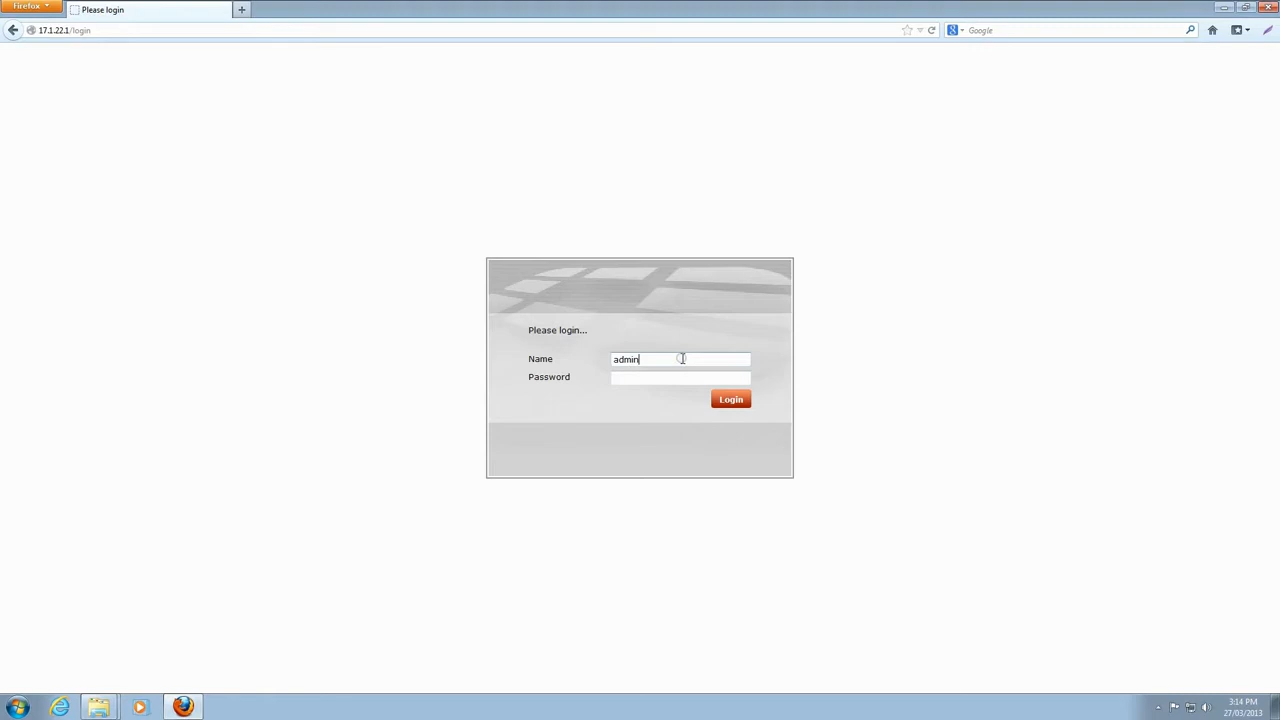 Firefox
Please login
17.1.22.1/login
Google
Please login...
Name
admin
Password
Login
3:14 PM
27/03/2013